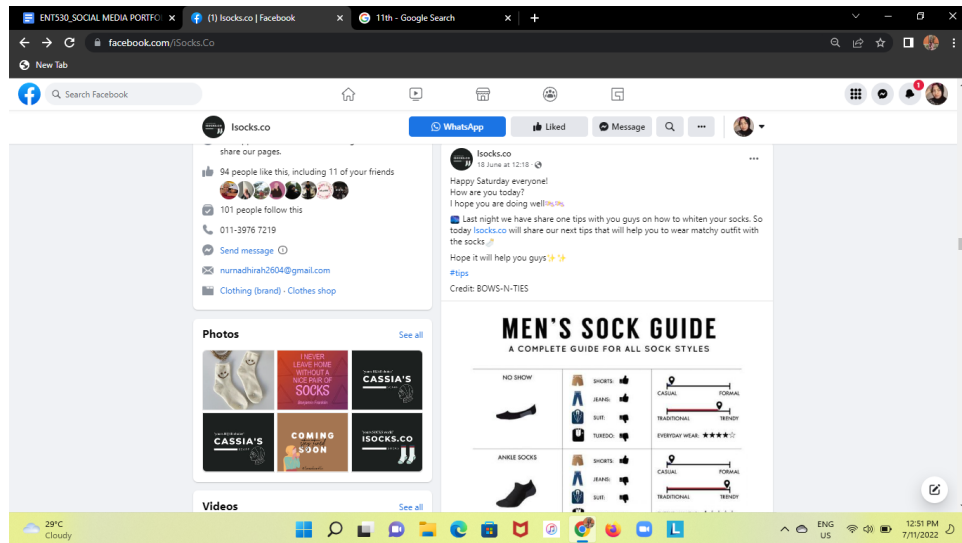 ENT530_SOCIAL MEDIA PORTFO
(1) Isocks.co | Facebook
11th - Google Search
facebook.com/iSocks.Co
New Tab
Search Facebook
1
Isocks.co
WhatsApp
Liked
Message
share our pages.
94 people like this, including 11 of your friends
101 people follow this
011-3976 7219
Send message
nurnadhirah2604@gmail.com
Clothing (brand) · Clothes shop
Photos
See all
I NEVER
LEAVE HOME
WITHOUT A
NICE PAIR OF
SOCKS
Benjamin Franklin
CASSIA'S
CASSIA'S
COMING
SOON
ISOCKS.CO
Videos
See all
Isocks.co
18 June at 12:18 ·
Happy Saturday everyone!
How are you today?
I hope you are doing well
Last night we have share one tips with you guys on how to whiten your socks. So
today Isocks.co will share our next tips that will help you to wear matchy outfit with
the socks
Hope it will help you guys✨✨
#tips
Credit: BOWS-N-TIES
MEN'S SOCK GUIDE
A COMPLETE GUIDE FOR ALL SOCK STYLES
NO SHOW
SHORTS:
JEANS:
SUIT:
TUXEDO:
CASUAL
FORMAL
TRADITIONAL
TRENDY
EVERYDAY WEAR: ★★★★☆
ANKLE SOCKS
SHORTS:
JEANS:
SUIT:
CASUAL
FORMAL
TRADITIONAL
TRENDY
29°C
Cloudy
ENG
US
12:51 PM
7/11/2022